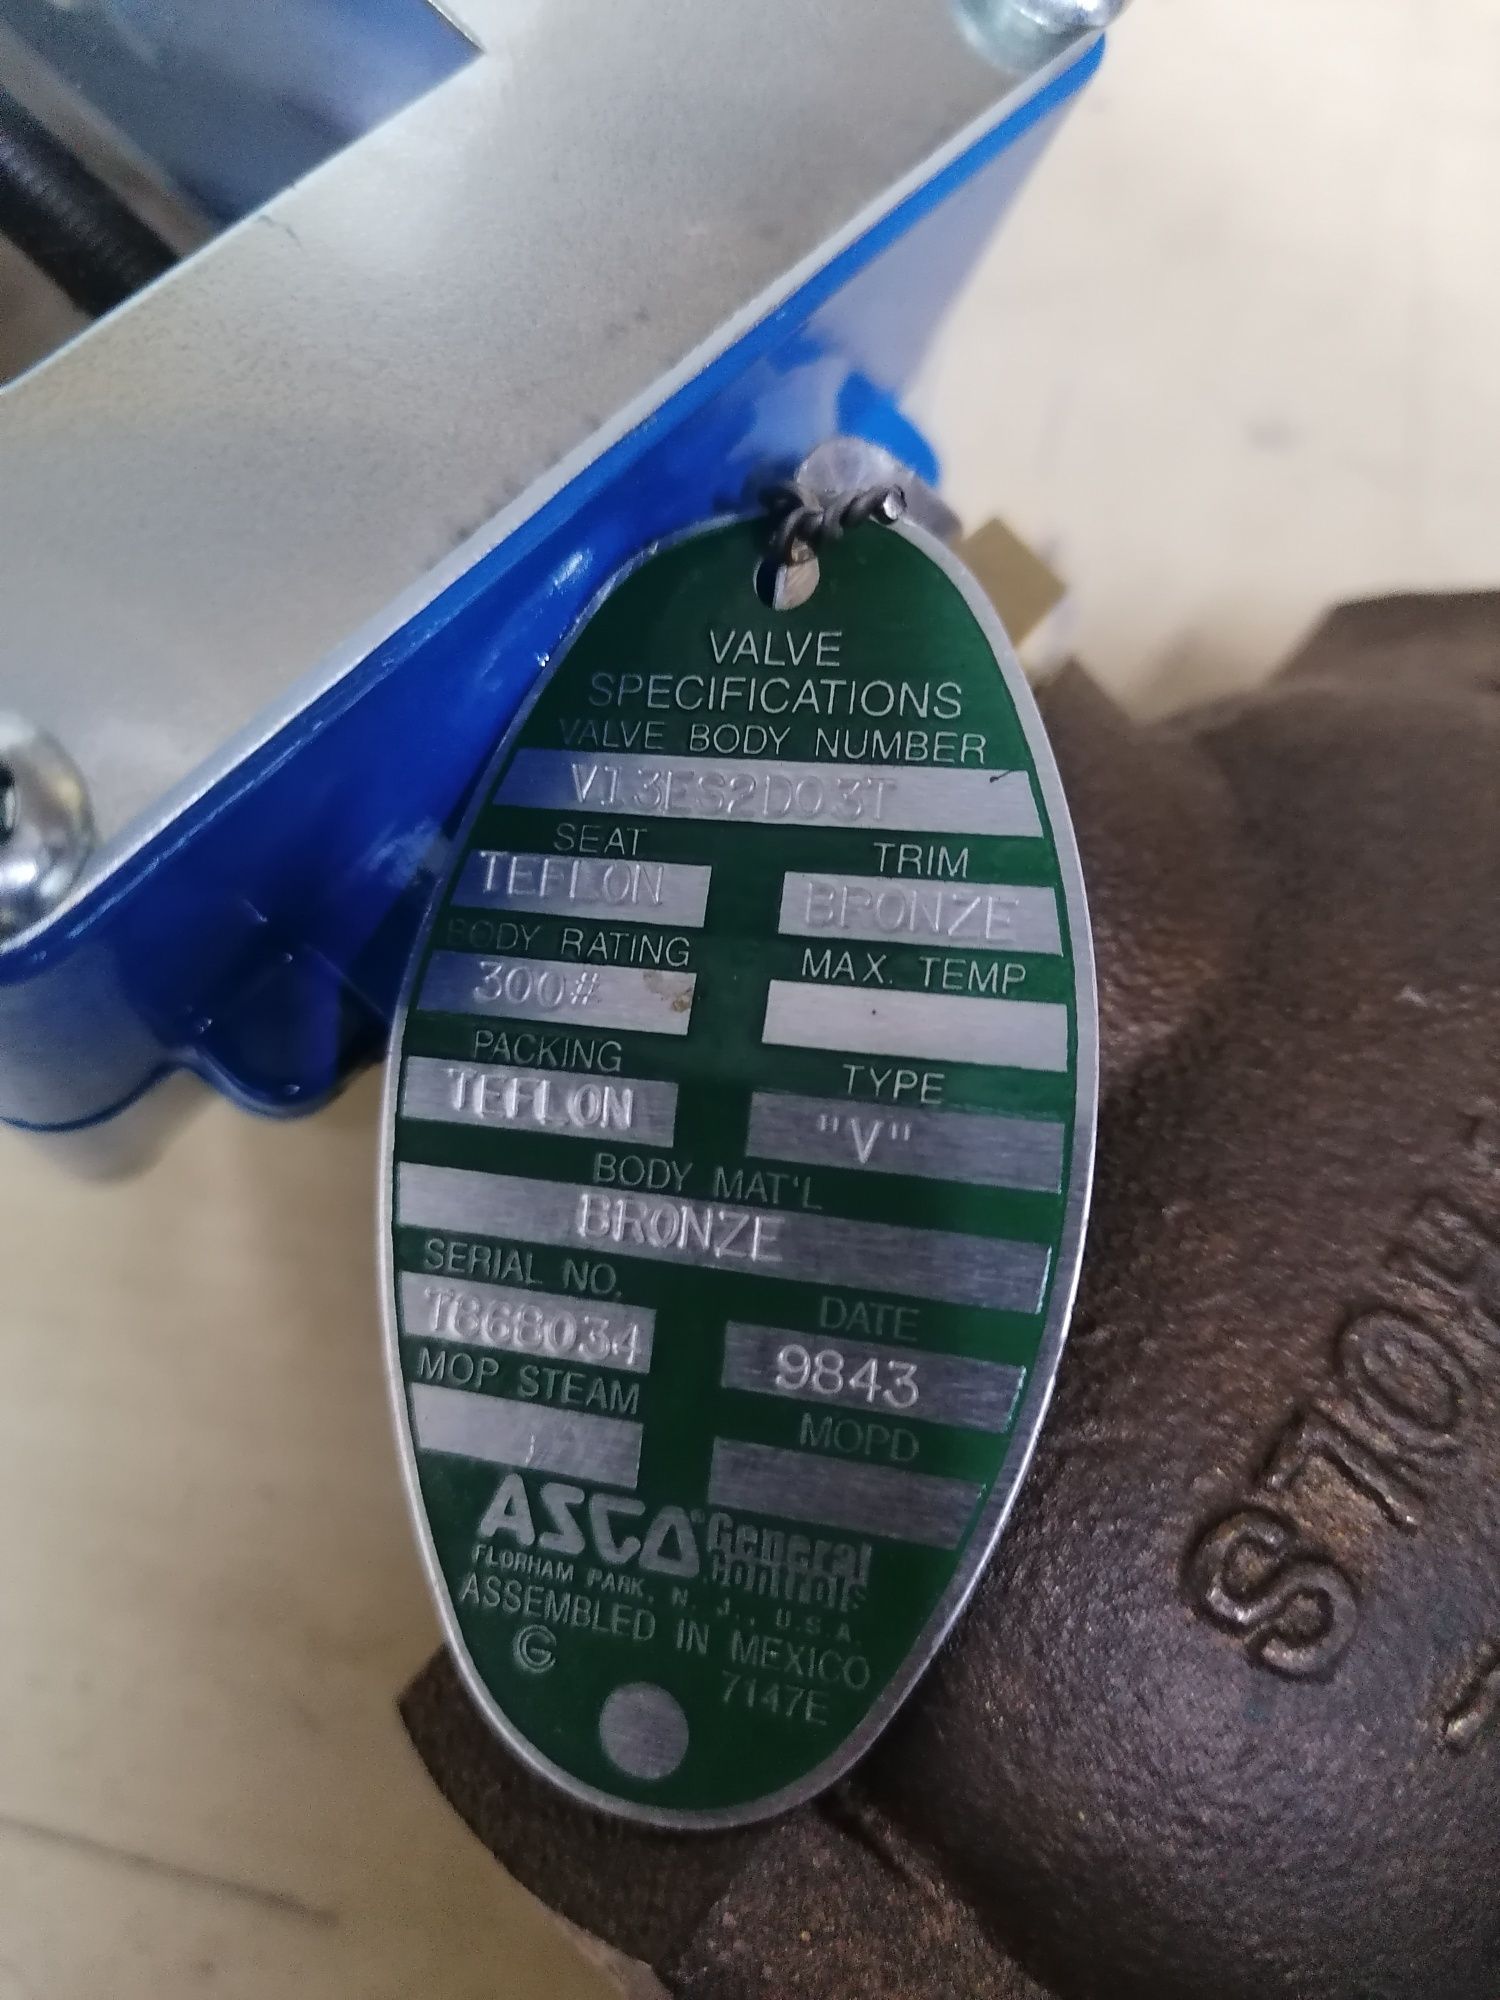 VALVE
SPECIFICATIONS
VALVE BODY NUMBER
V13ES2D03T
SEAT TRIM
TEFLON BRONZE
BODY RATING MAX. TEMP
300#
PACKING TYPE
TEFLON "V"
BODY MAT'L
BRONZE
SERIAL NO. DATE
T868034 9843
MOP STEAM MOPD
ASCO General Controls
FLORHAM PARK, N. J., U.S.A.
ASSEMBLED IN MEXICO
7147E